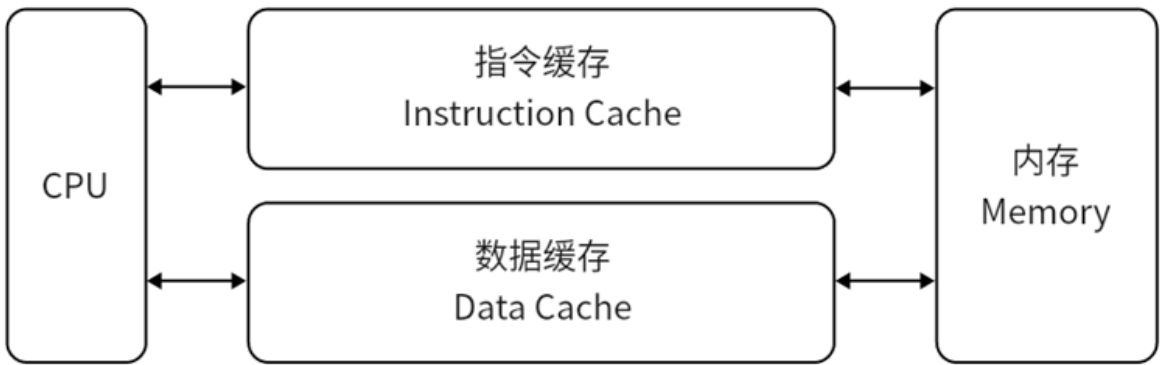 CPU
指令缓存
Instruction Cache
数据缓存
Data Cache
内存
Memory